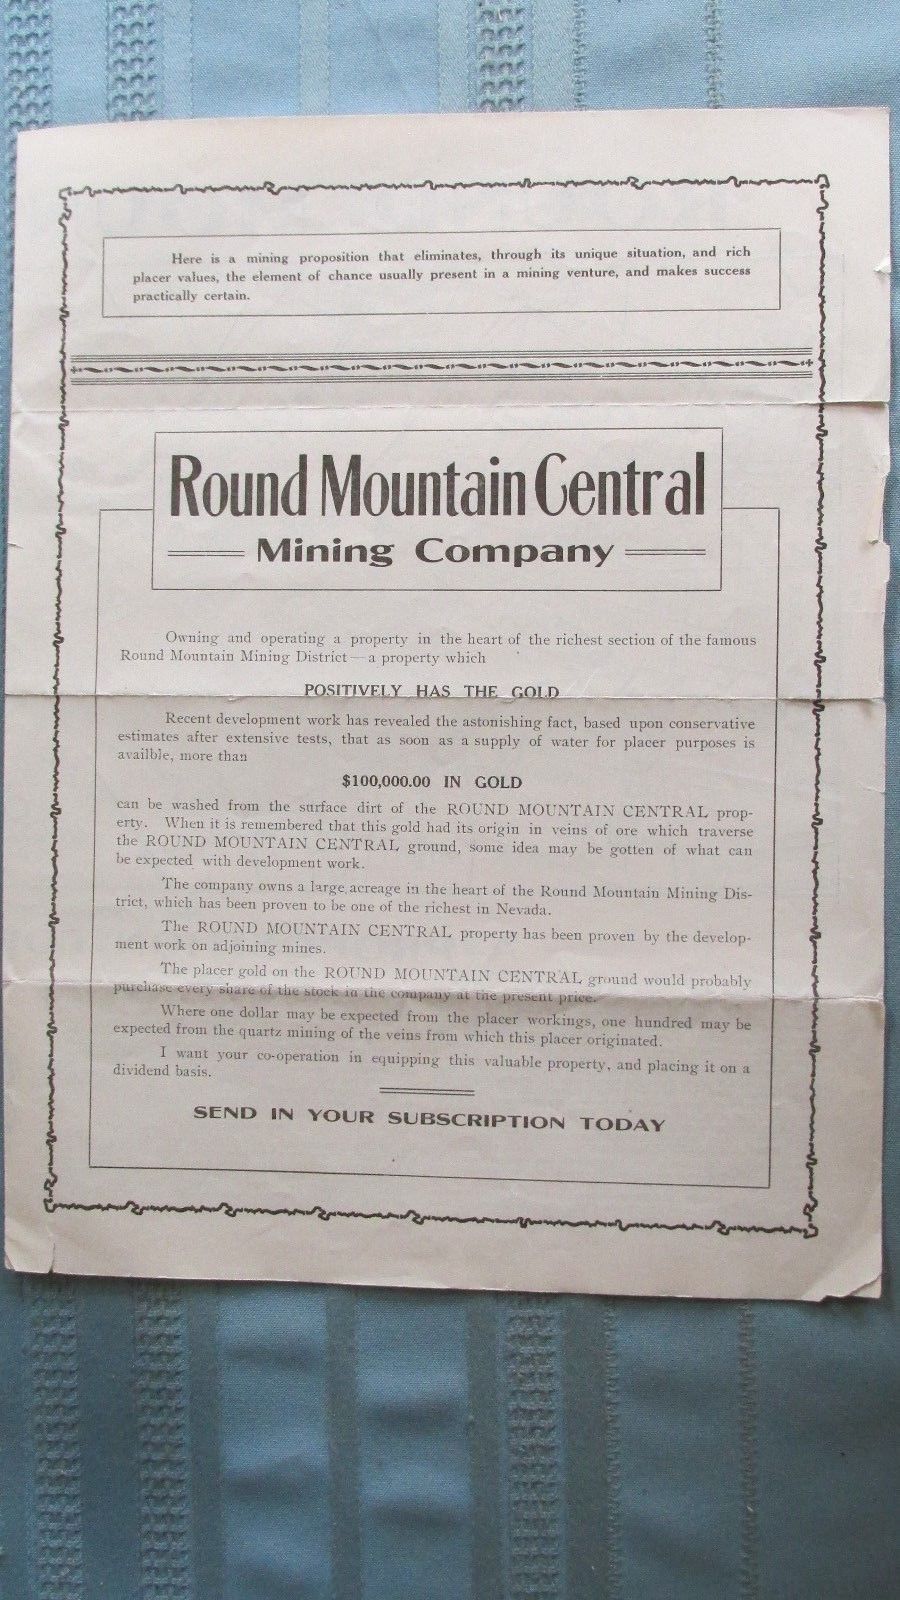 Here is a mining proposition that eliminates, through its unique situation, and rich
placer values, the element of chance usually present in a mining venture, and makes success
practically certain.
Round Mountain Central
Mining Company
Owning and operating a property in the heart of the richest section of the famous
Round Mountain Mining District — a property which
POSITIVELY HAS THE GOLD
Recent development work has revealed the astonishing fact, based upon conservative
estimates after extensive tests, that as soon as a supply of water for placer purposes is
availble, more than
$100,000.00 IN GOLD
can be washed from the surface dirt of the ROUND MOUNTAIN CENTRAL prop-
erty. When it is remembered that this gold had its origin in veins of ore which traverse
the ROUND MOUNTAIN CENTRAL ground, some idea may be gotten of what can
be expected with development work.
The company owns a large acreage in the heart of the Round Mountain Mining Dis-
trict, which has been proven to be one of the richest in Nevada.
The ROUND MOUNTAIN CENTRAL property has been proven by the develop-
ment work on adjoining mines.
The placer gold on the ROUND MOUNTAIN CENTRAL ground would probably
purchase every share of the stock in the company at the present price.
Where one dollar may be expected from the placer workings, one hundred may be
expected from the quartz mining of the veins from which this placer originated.
I want your co-operation in equipping this valuable property, and placing it on a
dividend basis.
SEND IN YOUR SUBSCRIPTION TODAY